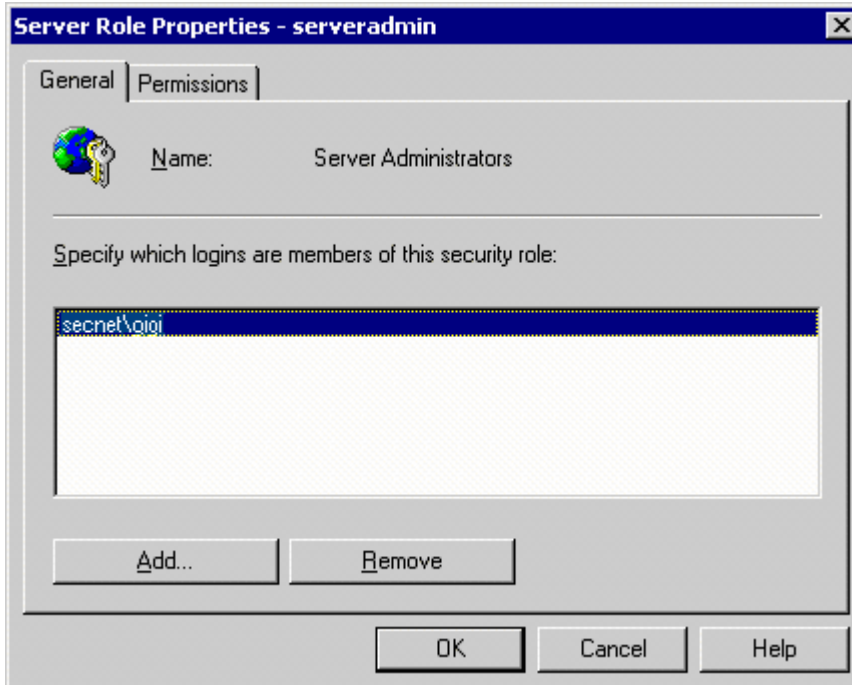 Server Role Properties - serveradmin
General Permissions
Name: Server Administrators
Specify which logins are members of this security role:
secnet\qiqi
Add... Remove
OK Cancel Help